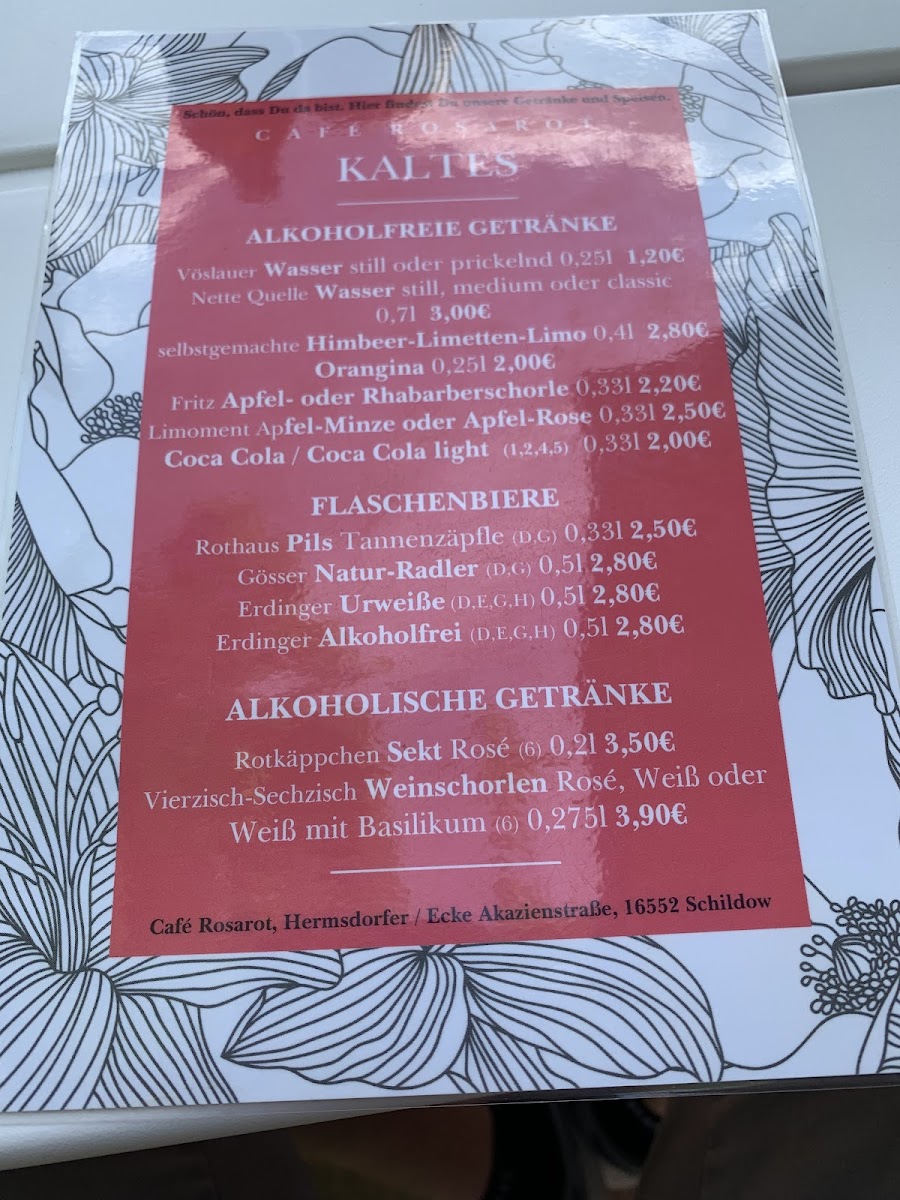 Schön, dass Du da bist. Hier findest Du unsere Getränke und Speisen.
CAFÉ ROSAROT
KALTES
ALKOHOLFREIE GETRÄNKE
Vöslauer Wasser still oder prickelnd 0,25l 1,20€
Nette Quelle Wasser still, medium oder classic
0,7l 3,00€
selbstgemachte Himbeer-Limetten-Limo 0,4l 2,80€
Orangina 0,25l 2,00€
Fritz Apfel- oder Rhabarberschorle 0,33l 2,20€
Limoment Apfel-Minze oder Apfel-Rose 0,33l 2,50€
Coca Cola / Coca Cola light (1,2,4,5) 0,33l 2,00€
FLASCHENBIERE
Rothaus Pils Tannenzäpfle (D,G) 0,33l 2,50€
Gösser Natur-Radler (D,G) 0,5l 2,80€
Erdinger Urweiße (D,E,G,H) 0,5l 2,80€
Erdinger Alkoholfrei (D,E,G,H) 0,5l 2,80€
ALKOHOLISCHE GETRÄNKE
Rotkäppchen Sekt Rosé (6) 0,2l 3,50€
Vierzisch-Sechzisch Weinschorlen Rosé, Weiß oder
Weiß mit Basilikum (6) 0,275l 3,90€
Café Rosarot, Hermsdorfer / Ecke Akazienstraße, 16552 Schildow